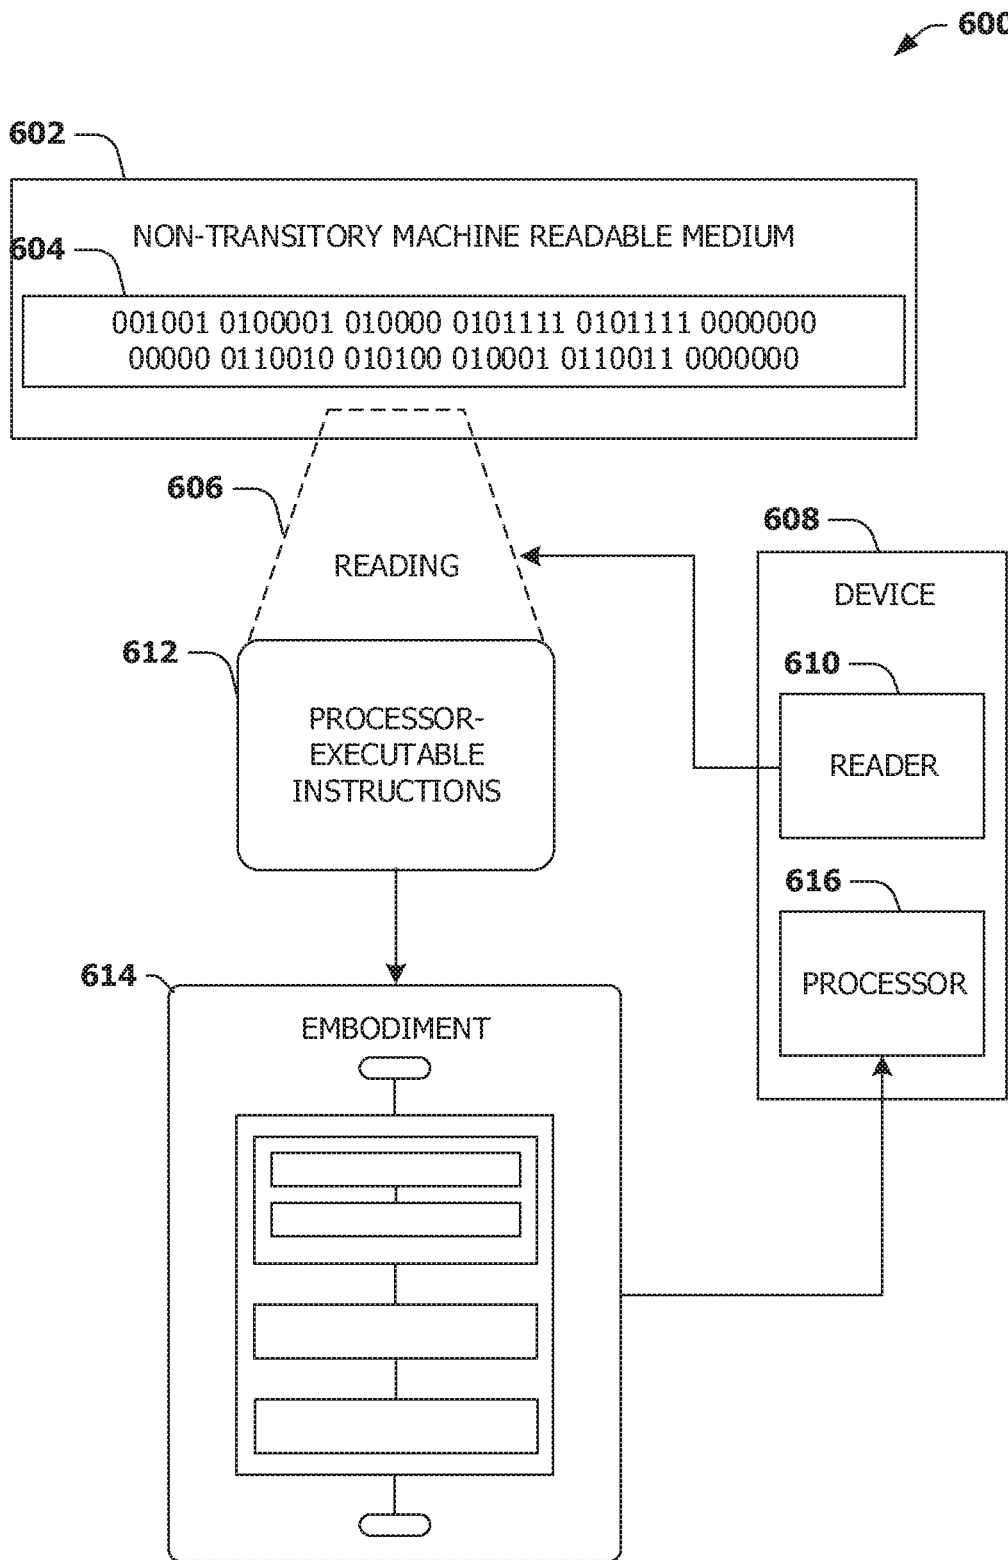 600
602
NON-TRANSITORY MACHINE READABLE MEDIUM
604
001001 0100001 010000 0101111 0101111 0000000
00000 0110010 010100 010001 0110011 0000000
606
READING
608
DEVICE
610
READER
612
PROCESSOR-
EXECUTABLE
INSTRUCTIONS
616
PROCESSOR
614
EMBODIMENT